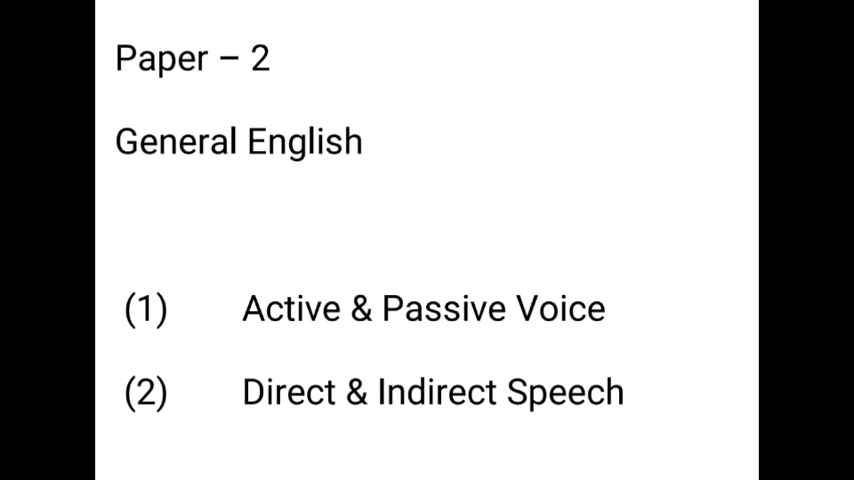 Paper – 2
General English
(1) Active & Passive Voice
(2) Direct & Indirect Speech